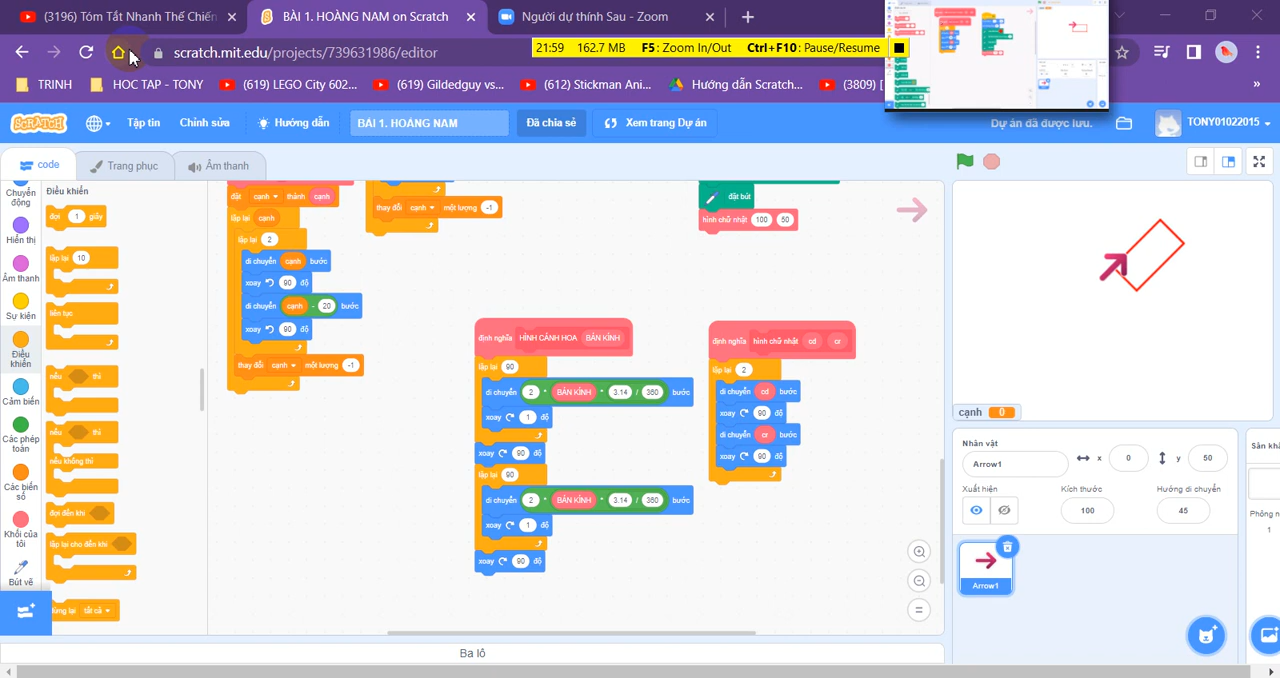 (3196) Tóm Tắt Nhanh Thế Chiến
BÀI 1. HOÀNG NAM on Scratch
Người dự thính Sau - Zoom
scratch.mit.edu/projects/739631986/editor
21:59 162.7 MB F5: Zoom In/Out Ctrl+F10: Pause/Resume
TRINH
HOC TAP - TONY
(619) LEGO City 602...
(619) Gildedguy vs...
(612) Stickman Ani...
Hướng dẫn Scratch...
(3809) [
»
SCRATCH
Tập tin
Chỉnh sửa
Hướng dẫn
BÀI 1. HOÀNG NAM
Đã chia sẻ
Xem trang Dự án
Dự án đã được lưu.
TONY01022015
code
Trang phục
Âm thanh
Chuyển động
Hiển thị
Âm thanh
Sự kiện
Điều khiển
Cảm biến
Các phép toán
Các biến số
Khối của tôi
Bút vẽ
Điều khiển
đợi 1 giây
lặp lại 10
liên tục
nếu thì
nếu thì
nếu không thì
đợi đến khi
lặp lại cho đến khi
dừng lại tất cả
đặt cạnh thành cạnh
lặp lại cạnh
lặp lại 2
di chuyển cạnh bước
xoay 90 độ
di chuyển cạnh - 20 bước
xoay 90 độ
thay đổi cạnh một lượng -1
thay đổi cạnh một lượng -1
đặt bút
hình chữ nhật 100 50
định nghĩa HÌNH CÁNH HOA BÁN KÍNH
lặp lại 90
di chuyển 2 * BÁN KÍNH * 3.14 / 360 bước
xoay 1 độ
xoay 90 độ
lặp lại 90
di chuyển 2 * BÁN KÍNH * 3.14 / 360 bước
xoay 1 độ
xoay 90 độ
định nghĩa hình chữ nhật cd cr
lặp lại 2
di chuyển cd bước
xoay 90 độ
di chuyển cr bước
xoay 90 độ
cạnh 0
Nhân vật
Arrow1
x 0
y 50
Xuất hiện
Kích thước
100
Hướng di chuyển
45
Arrow1
Sân khấ
Phông n
1
Ba lô